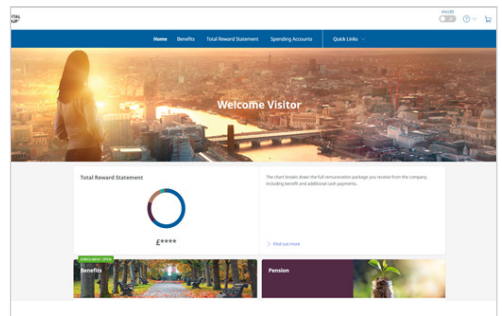 Home Benefits Total Reward Statement Spending Accounts Quick Links
Welcome Visitor
Total Reward Statement
The chart breaks down the full remuneration package you receive from the company,
including benefit and additional cash payments.
£****
Find out more
ENROLMENT OPEN
Benefits
Pension